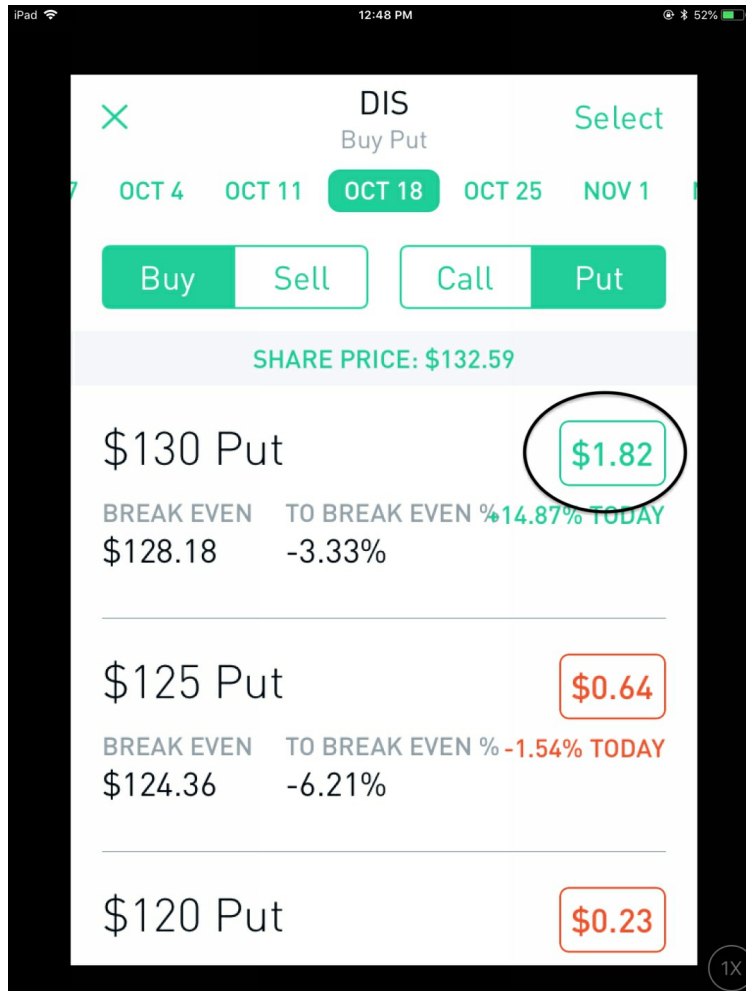 iPad 12:48 PM 52%
DIS
Buy Put
Select
7 OCT 4 OCT 11 OCT 18 OCT 25 NOV 1
Buy Sell Call Put
SHARE PRICE: $132.59
$130 Put $1.82
BREAK EVEN TO BREAK EVEN % +14.87% TODAY
$128.18 -3.33%
$125 Put $0.64
BREAK EVEN TO BREAK EVEN % -1.54% TODAY
$124.36 -6.21%
$120 Put $0.23
1X